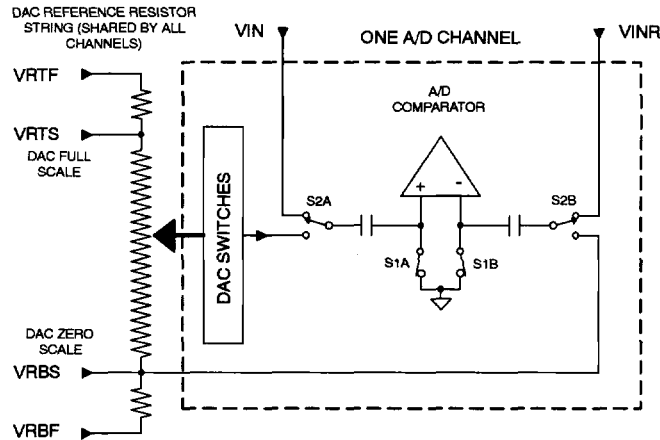 DAC REFERENCE RESISTOR
STRING (SHARED BY ALL
CHANNELS)
VIN
ONE A/D CHANNEL
VINR
VRTF
A/D
COMPARATOR
VRTS
DAC FULL
SCALE
DAC SWITCHES
+ -
S2A
S2B
S1A
S1B
DAC ZERO
SCALE
VRBS
VRBF